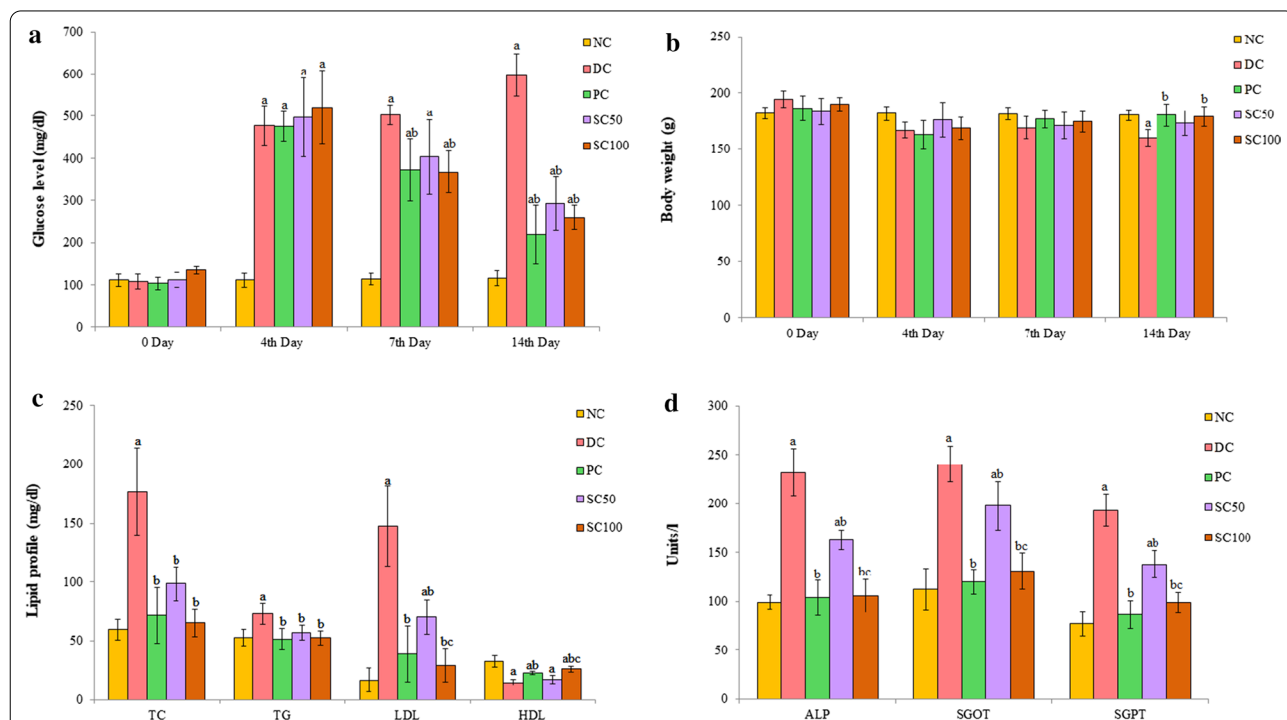 a
Glucose level (mg/dl)
700
600
500
400
300
200
100
0
a a a a
a ab a ab
a ab ab ab
0 Day 4th Day 7th Day 14th Day
NC
DC
PC
SC50
SC100
b
Body weight (g)
250
200
150
100
50
0
a b b
0 Day 4th Day 7th Day 14th Day
NC
DC
PC
SC50
SC100
c
Lipid profile (mg/dl)
250
200
150
100
50
0
a b b b
a b b b
a b ab bc
a ab a abc
TC TG LDL HDL
NC
DC
PC
SC50
SC100
d
Units/l
300
250
200
150
100
50
0
a b ab bc
a b ab bc
a b ab bc
ALP SGOT SGPT
NC
DC
PC
SC50
SC100